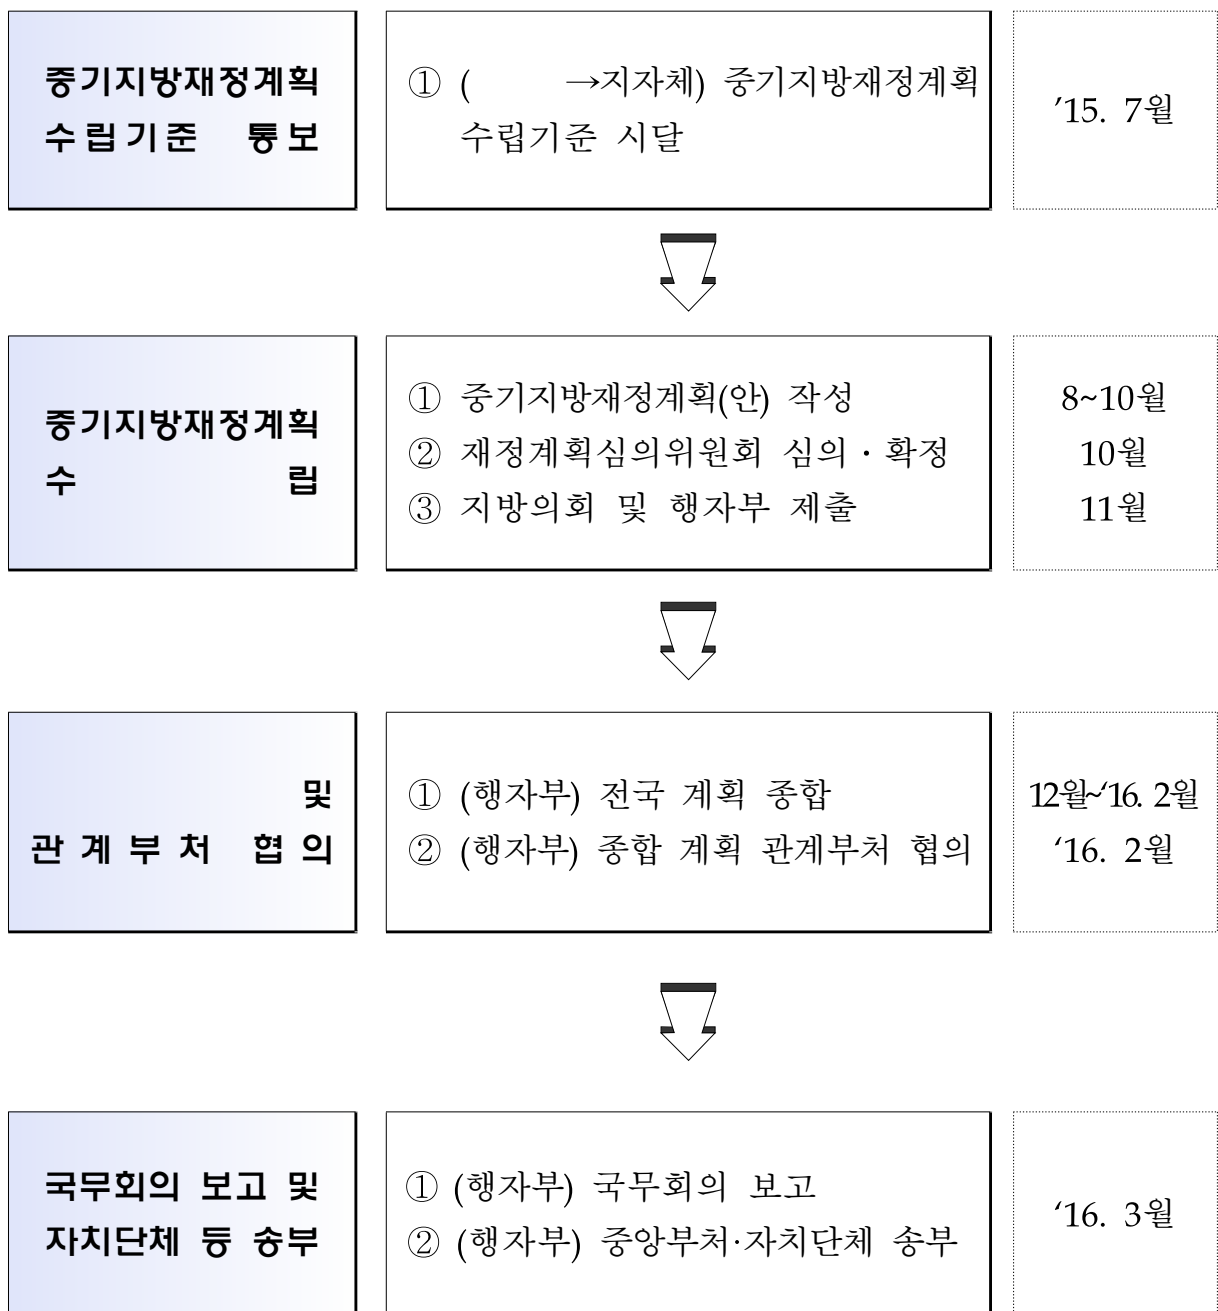 중기지방재정계획
수립기준 통보
① ( →지자체) 중기지방재정계획
수립기준 시달
'15. 7월
중기지방재정계획
수 립
① 중기지방재정계획(안) 작성
② 재정계획심의위원회 심의·확정
③ 지방의회 및 행자부 제출
8~10월
10월
11월
및
관계부처 협의
① (행자부) 전국 계획 종합
② (행자부) 종합 계획 관계부처 협의
12월~'16. 2월
'16. 2월
국무회의 보고 및
자치단체 등 송부
① (행자부) 국무회의 보고
② (행자부) 중앙부처·자치단체 송부
'16. 3월